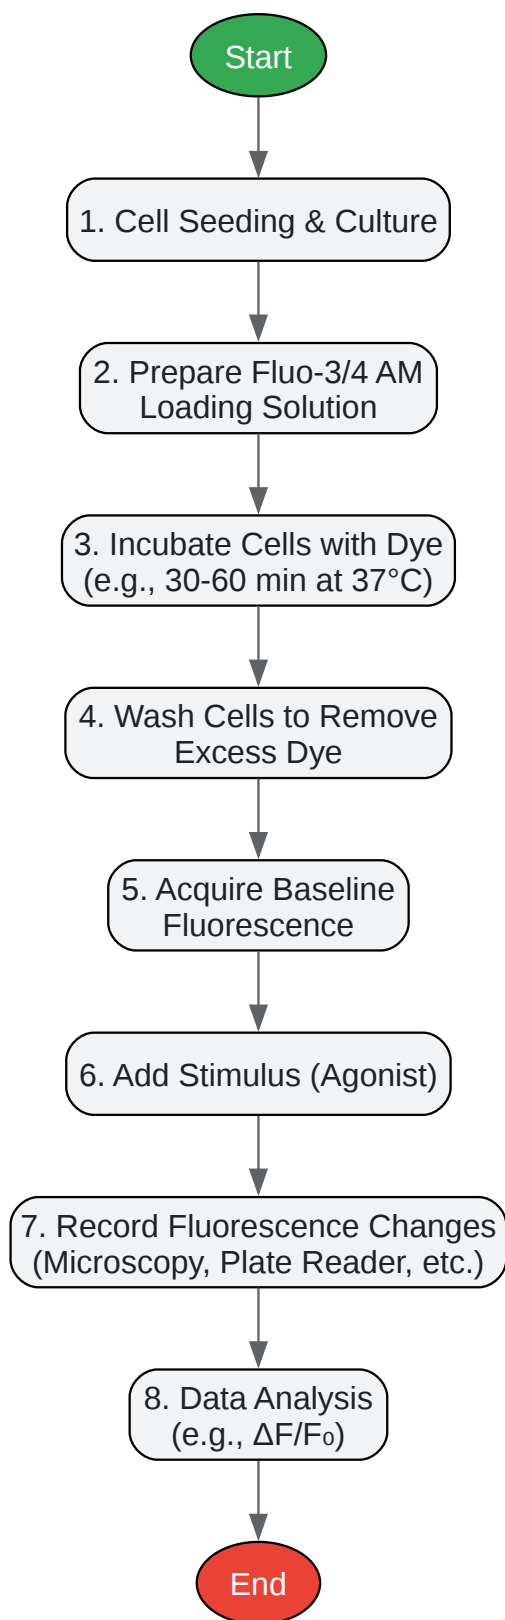 Start
1. Cell Seeding & Culture
2. Prepare Fluo-3/4 AM
Loading Solution
3. Incubate Cells with Dye
(e.g., 30-60 min at 37°C)
4. Wash Cells to Remove
Excess Dye
5. Acquire Baseline
Fluorescence
6. Add Stimulus (Agonist)
7. Record Fluorescence Changes
(Microscopy, Plate Reader, etc.)
8. Data Analysis
(e.g., ΔF/F₀)
End